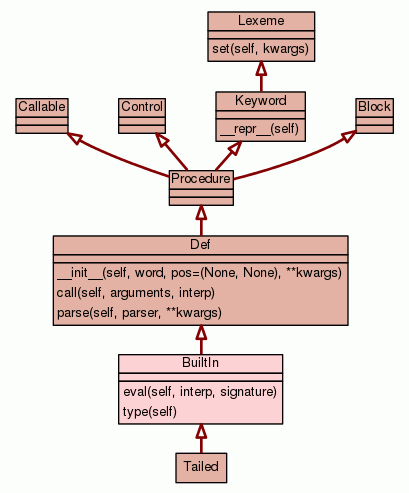 Lexeme
set(self, kwargs)
Callable
Control
Keyword
__repr__(self)
Block
Procedure
Def
__init__(self, word, pos=(None, None), **kwargs)
call(self, arguments, interp)
parse(self, parser, **kwargs)
BuiltIn
eval(self, interp, signature)
type(self)
Tailed